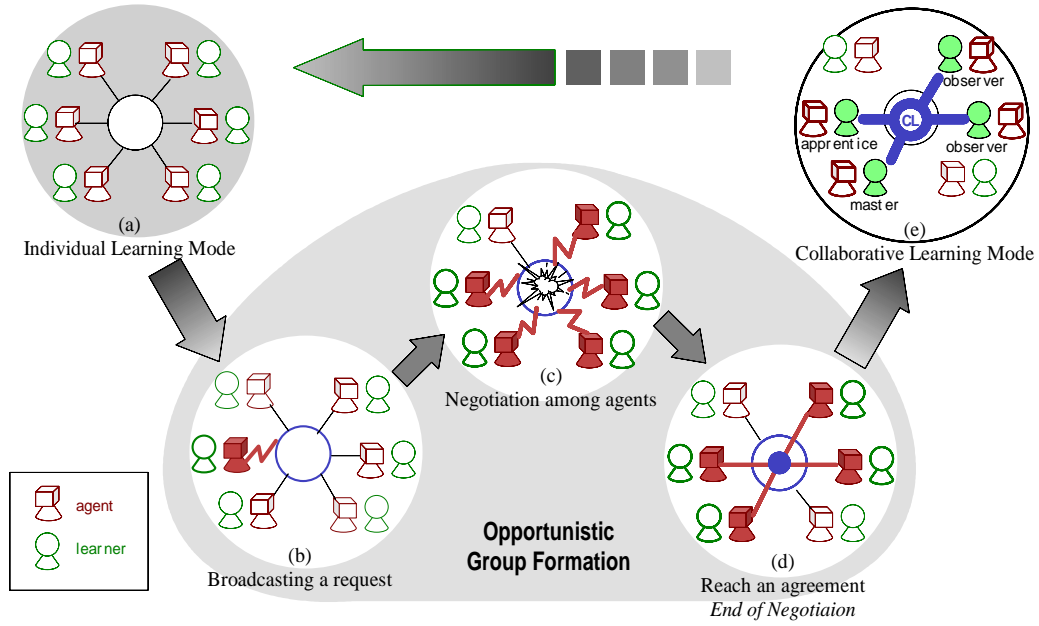 (a)
Individual Learning Mode
CL
observer
apprentice
observer
master
(e)
Collaborative Learning Mode
(c)
Negotiation among agents
(b)
Broadcasting a request
Opportunistic
Group Formation
(d)
Reach an agreement
End of Negotiaion
agent
learner